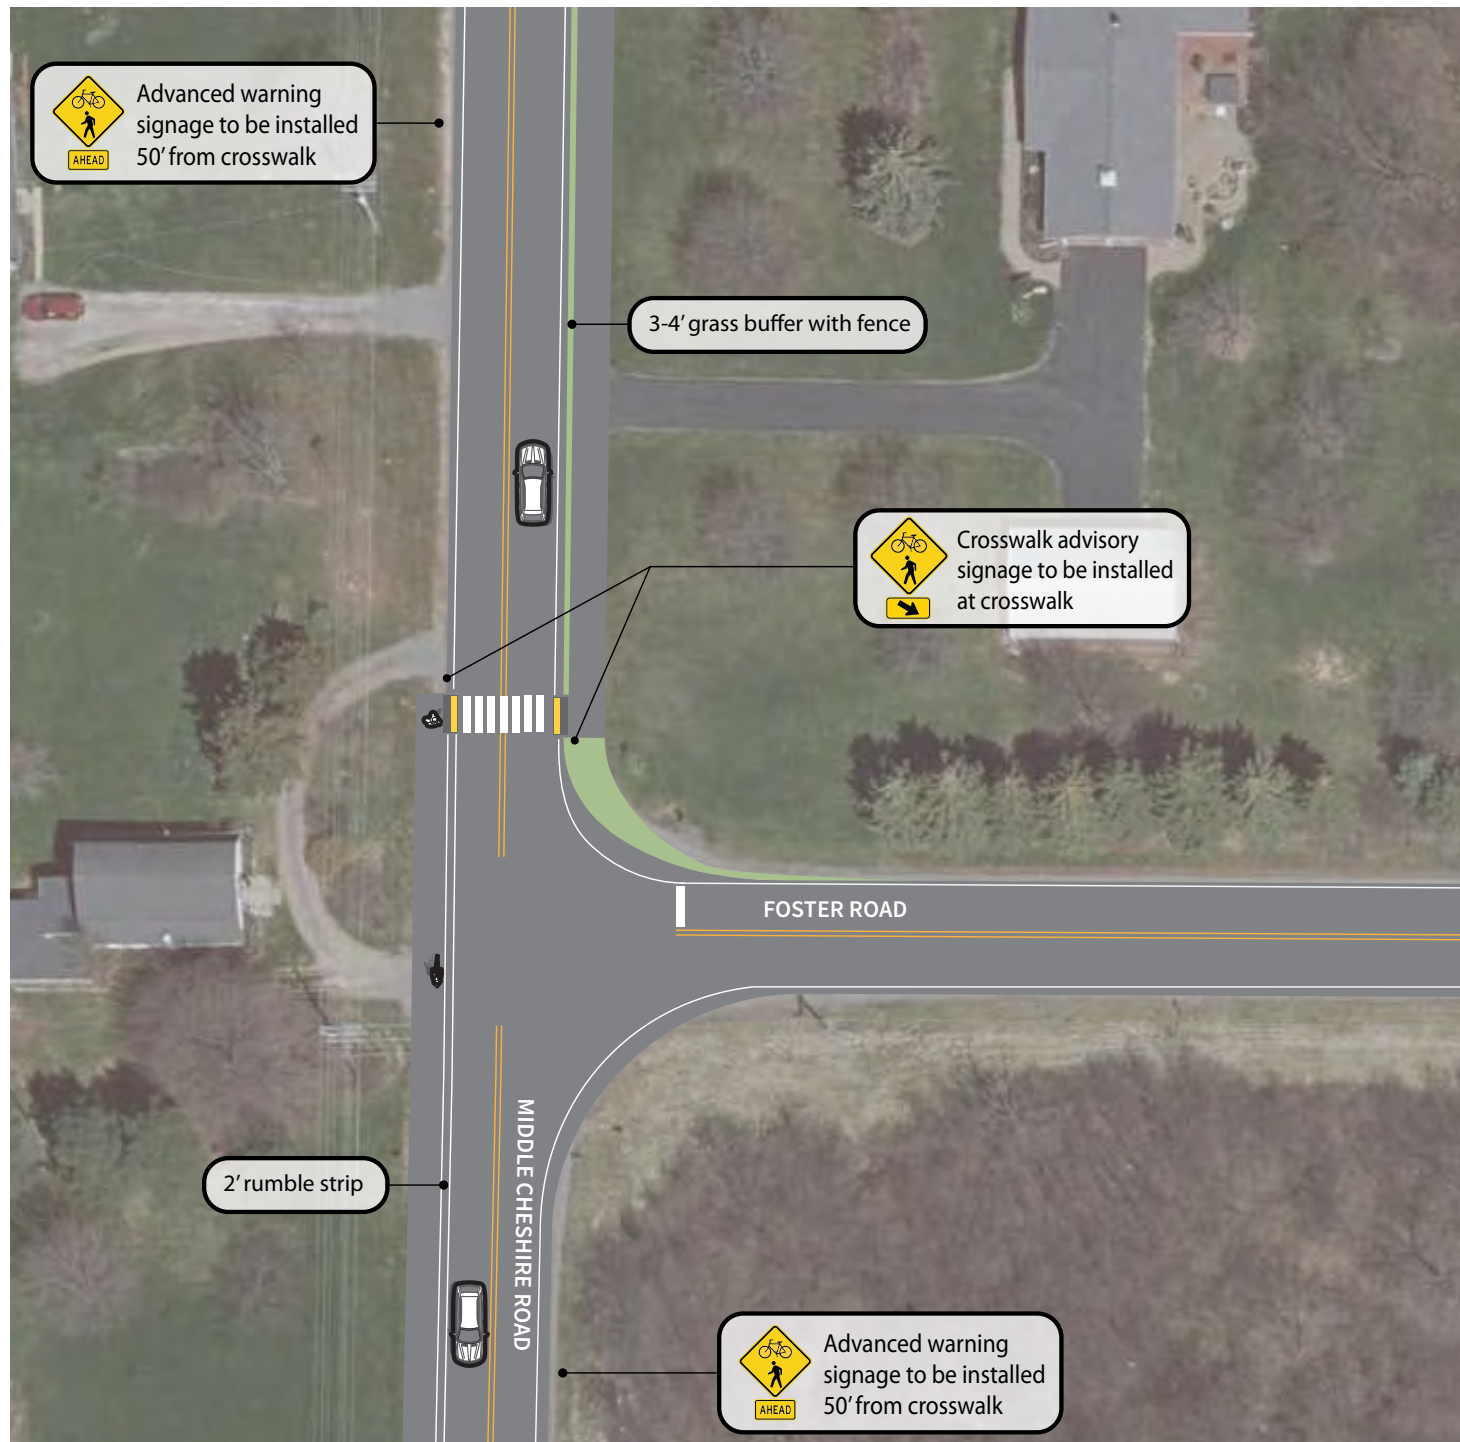 Advanced warning
signage to be installed
50' from crosswalk
AHEAD
3-4' grass buffer with fence
Crosswalk advisory
signage to be installed
at crosswalk
FOSTER ROAD
MIDDLE CHESHIRE ROAD
2' rumble strip
Advanced warning
signage to be installed
50' from crosswalk
AHEAD